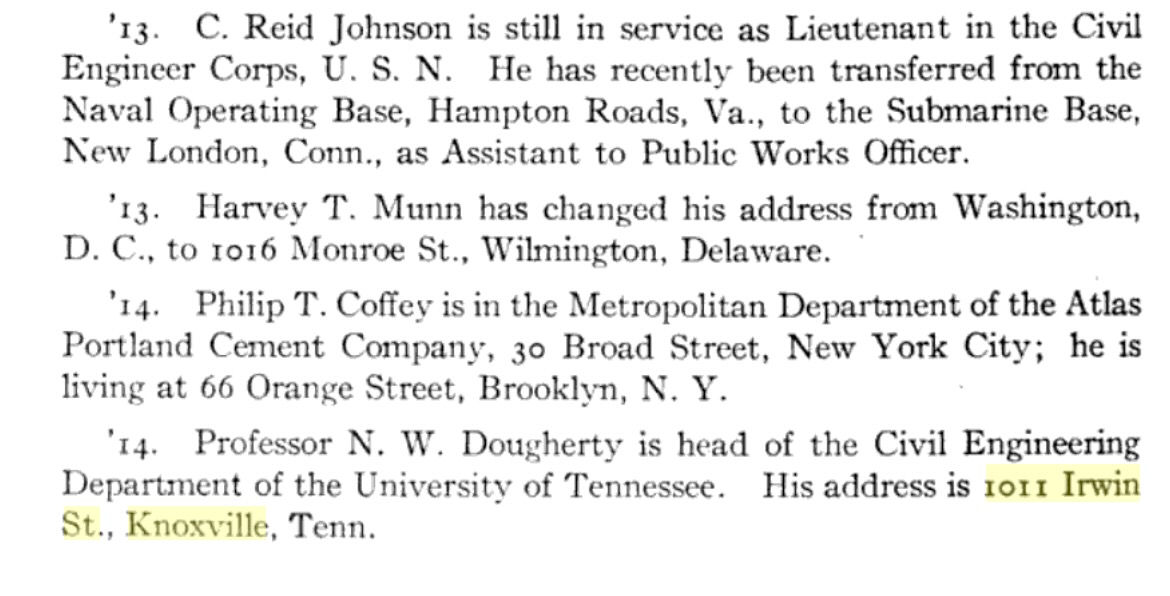 '13. C. Reid Johnson is still in service as Lieutenant in the Civil
Engineer Corps, U. S. N. He has recently been transferred from the
Naval Operating Base, Hampton Roads, Va., to the Submarine Base,
New London, Conn., as Assistant to Public Works Officer.
'13. Harvey T. Munn has changed his address from Washington,
D. C., to 1016 Monroe St., Wilmington, Delaware.
'14. Philip T. Coffey is in the Metropolitan Department of the Atlas
Portland Cement Company, 30 Broad Street, New York City; he is
living at 66 Orange Street, Brooklyn, N. Y.
'14. Professor N. W. Dougherty is head of the Civil Engineering
Department of the University of Tennessee. His address is 1011 Irwin
St., Knoxville, Tenn.